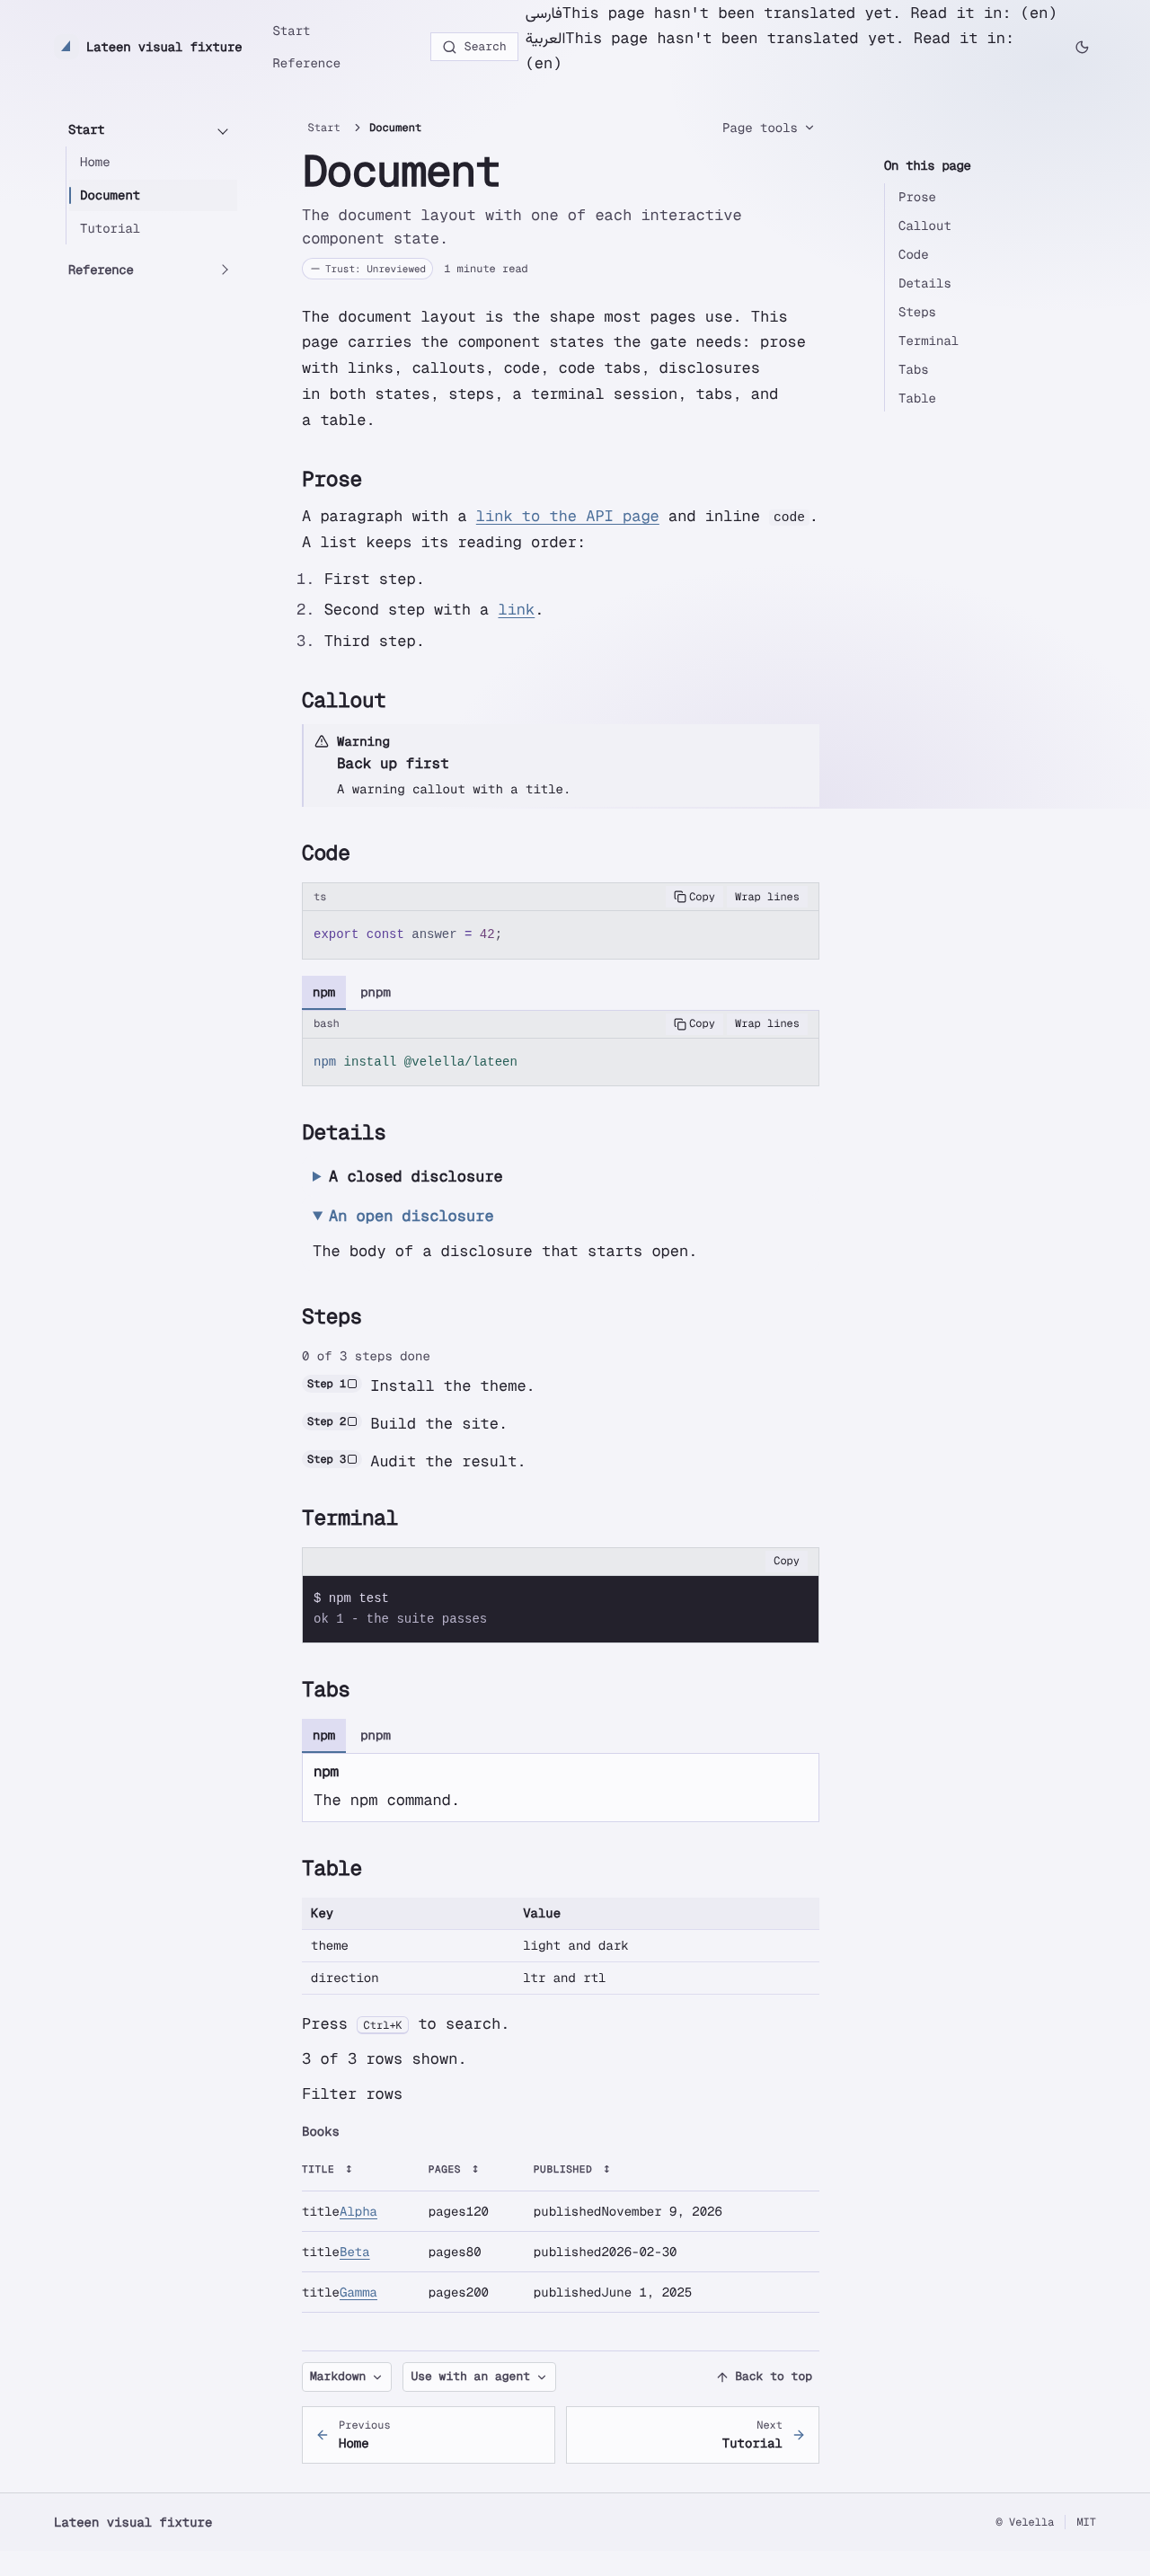 Lateen visual fixture
Start
Reference
Search
فارسیThis page hasn't been translated yet. Read it in: (en)
العربيةThis page hasn't been translated yet. Read it in:
(en)
Start
Home
Document
Tutorial
Reference
Start > Document
Page tools
Document
The document layout with one of each interactive
component state.
Trust: Unreviewed
1 minute read
The document layout is the shape most pages use. This
page carries the component states the gate needs: prose
with links, callouts, code, code tabs, disclosures
in both states, steps, a terminal session, tabs, and
a table.
On this page
Prose
Callout
Code
Details
Steps
Terminal
Tabs
Table
Prose
A paragraph with a link to the API page and inline code.
A list keeps its reading order:
1. First step.
2. Second step with a link.
3. Third step.
Callout
Warning
Back up first
A warning callout with a title.
Code
ts Copy Wrap lines
export const answer = 42;
npm pnpm
bash Copy Wrap lines
npm install @velella/lateen
Details
A closed disclosure
An open disclosure
The body of a disclosure that starts open.
Steps
0 of 3 steps done
Step 1 Install the theme.
Step 2 Build the site.
Step 3 Audit the result.
Terminal
Copy
$ npm test
ok 1 - the suite passes
Tabs
npm pnpm
npm
The npm command.
Table
Key Value
theme light and dark
direction ltr and rtl
Press Ctrl+K to search.
3 of 3 rows shown.
Filter rows
Books
TITLE ↕ PAGES ↕ PUBLISHED ↕
titleAlpha pages120 publishedNovember 9, 2026
titleBeta pages80 published2026-02-30
titleGamma pages200 publishedJune 1, 2025
Markdown Use with an agent ↑ Back to top
← Previous
Home
Next →
Tutorial
Lateen visual fixture
© Velella MIT